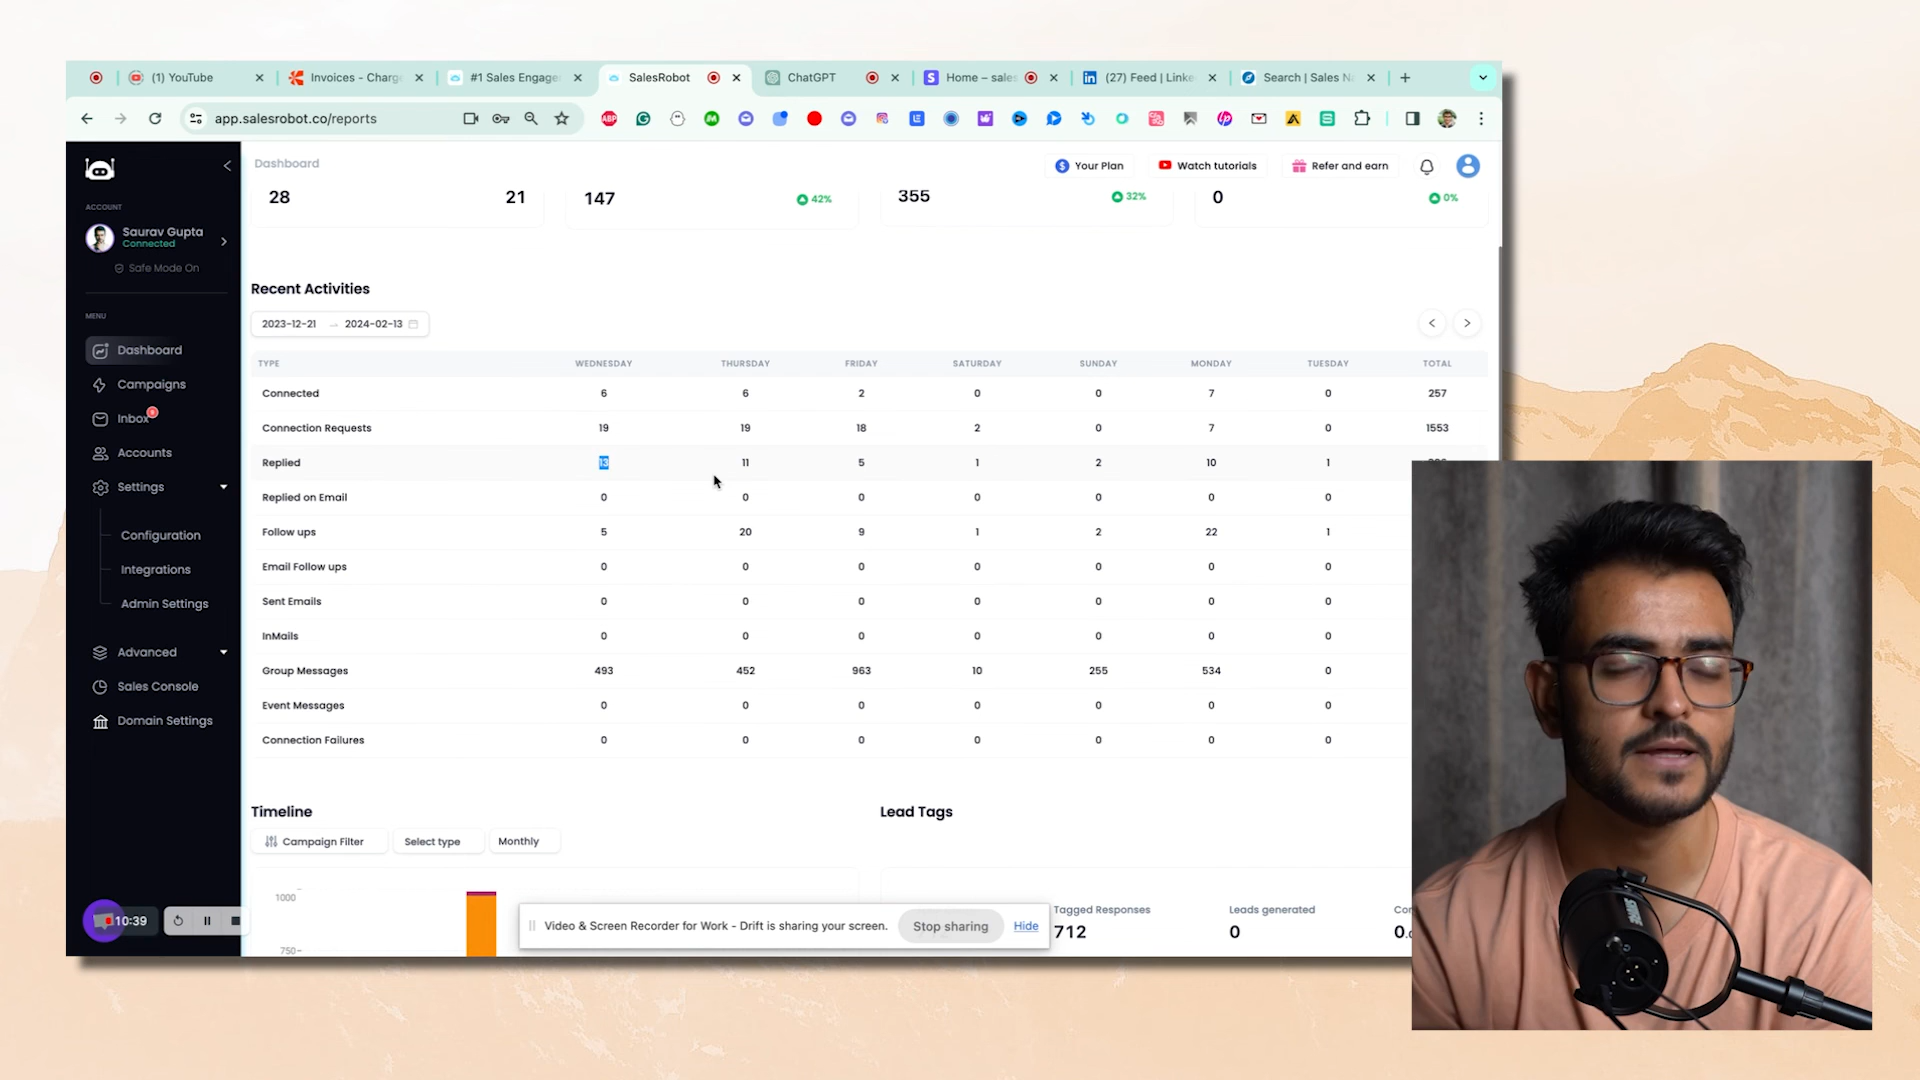 (1) YouTube
Invoices - Charge
#1 Sales Engage
SalesRobot
ChatGPT
Home – sale
(27) Feed | Linke
Search | Sales N
app.salesrobot.co/reports
Dashboard
Your Plan
Watch tutorials
Refer and earn
28
21
147
42%
355
32%
0
0%
ACCOUNT
Saurav Gupta
Connected
Safe Mode On
MENU
Dashboard
Campaigns
Inbox
Accounts
Settings
Configuration
Integrations
Admin Settings
Advanced
Sales Console
Domain Settings
Recent Activities
2023-12-21 → 2024-02-13
TYPE WEDNESDAY THURSDAY FRIDAY SATURDAY SUNDAY MONDAY TUESDAY TOTAL
Connected 6 6 2 0 0 7 0 257
Connection Requests 19 19 18 2 0 7 0 1553
Replied 13 11 5 1 2 10 1
Replied on Email 0 0 0 0 0 0 0
Follow ups 5 20 9 1 2 22 1
Email Follow ups 0 0 0 0 0 0 0
Sent Emails 0 0 0 0 0 0 0
InMails 0 0 0 0 0 0 0
Group Messages 493 452 963 10 255 534 0
Event Messages 0 0 0 0 0 0 0
Connection Failures 0 0 0 0 0 0 0
Timeline
Campaign Filter
Select type
Monthly
1000
750
Lead Tags
Tagged Responses
712
Leads generated
0
Con
0.
10:39
Video & Screen Recorder for Work - Drift is sharing your screen.
Stop sharing
Hide
SHURE